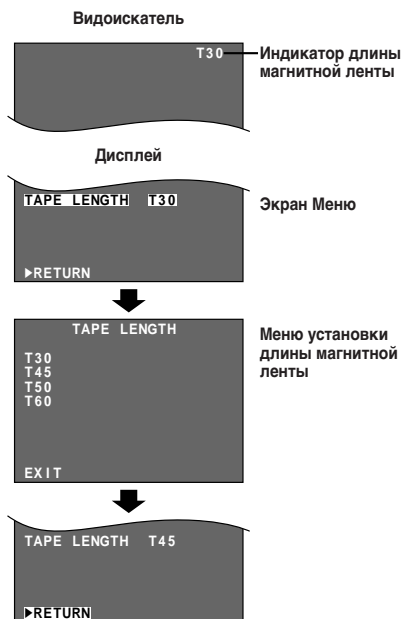 Видоискатель
T30
Индикатор длины
магнитной ленты
Дисплей
TAPE LENGTH T30
Экран Меню
▶RETURN
TAPE LENGTH
Меню установки
длины магнитной
ленты
T30
T45
T50
T60
EXIT
TAPE LENGTH T45
▶RETURN